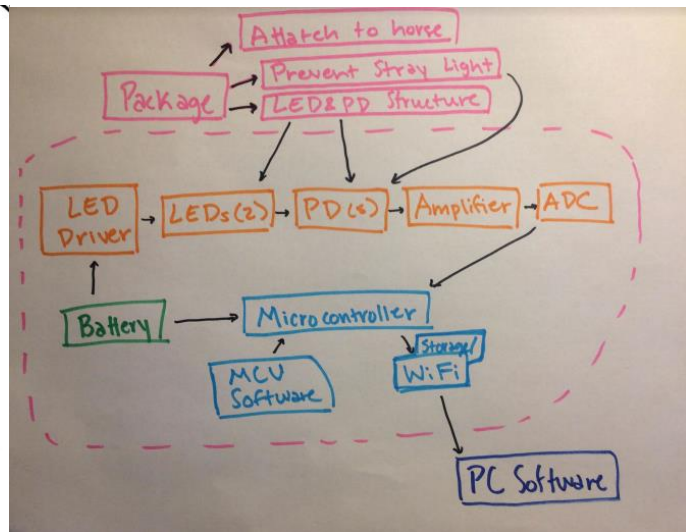 Attatch to horse
Prevent Stray Light
Package
LED&PD Structure
LED
Driver
LEDs(2)
PD(s)
Amplifier
ADC
Battery
Microcontroller
MCU
Software
Storage/
WiFi
PC Software